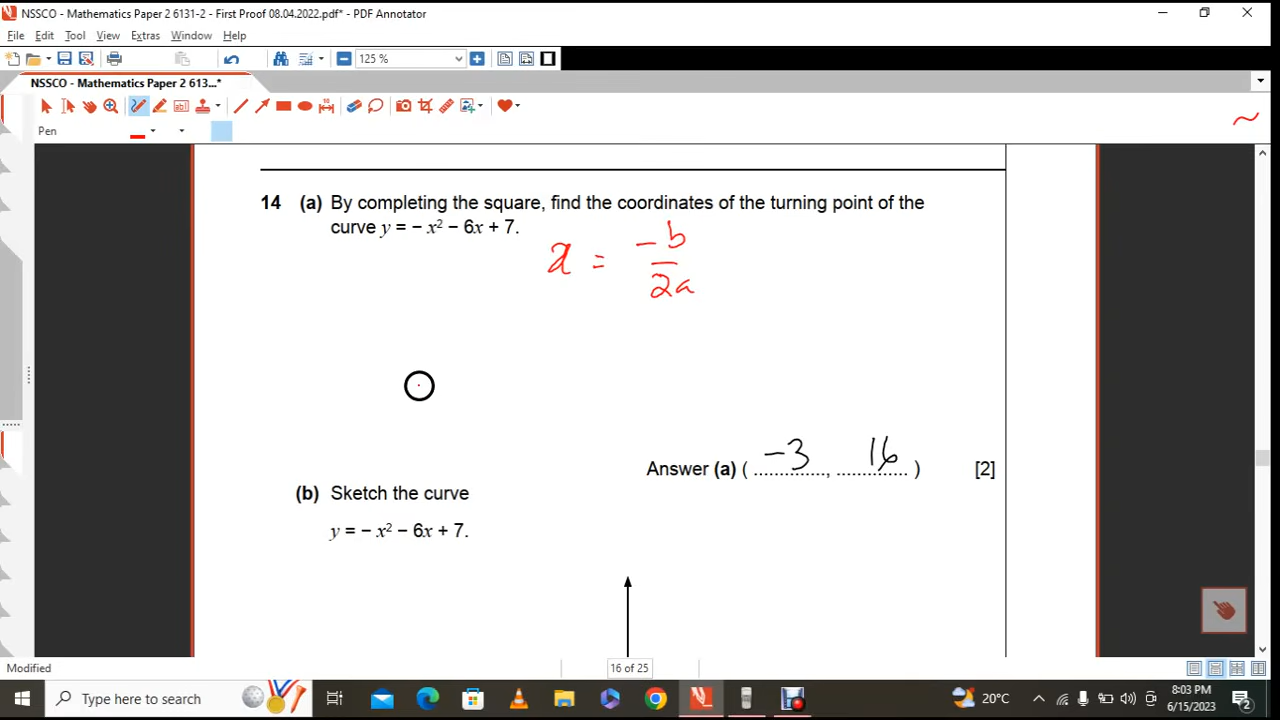 NSSCO - Mathematics Paper 2 6131-2 - First Proof 08.04.2022.pdf* - PDF Annotator
File Edit Tool View Extras Window Help
125 %
NSSCO - Mathematics Paper 2 613...*
Pen
14 (a) By completing the square, find the coordinates of the turning point of the
curve y = − x² − 6x + 7.
x = -b
2a
Answer (a) ( -3 , 16 ) [2]
(b) Sketch the curve
y = − x² − 6x + 7.
Modified
16 of 25
Type here to search
20°C
8:03 PM
6/15/2023
2